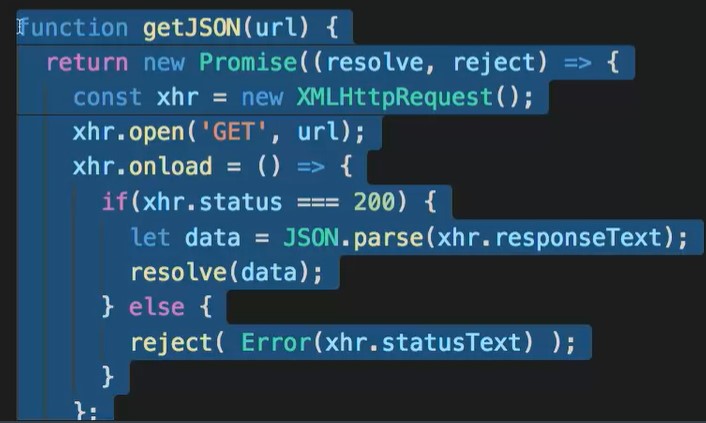 function getJSON(url) {
return new Promise((resolve, reject) => {
const xhr = new XMLHttpRequest();
xhr.open('GET', url);
xhr.onload = () => {
if(xhr.status === 200) {
let data = JSON.parse(xhr.responseText);
resolve(data);
} else {
reject( Error(xhr.statusText) );
}
};